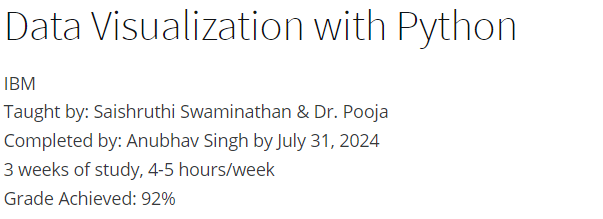 Data Visualization with Python
IBM
Taught by: Saishruthi Swaminathan & Dr. Pooja
Completed by: Anubhav Singh by July 31, 2024
3 weeks of study, 4-5 hours/week
Grade Achieved: 92%